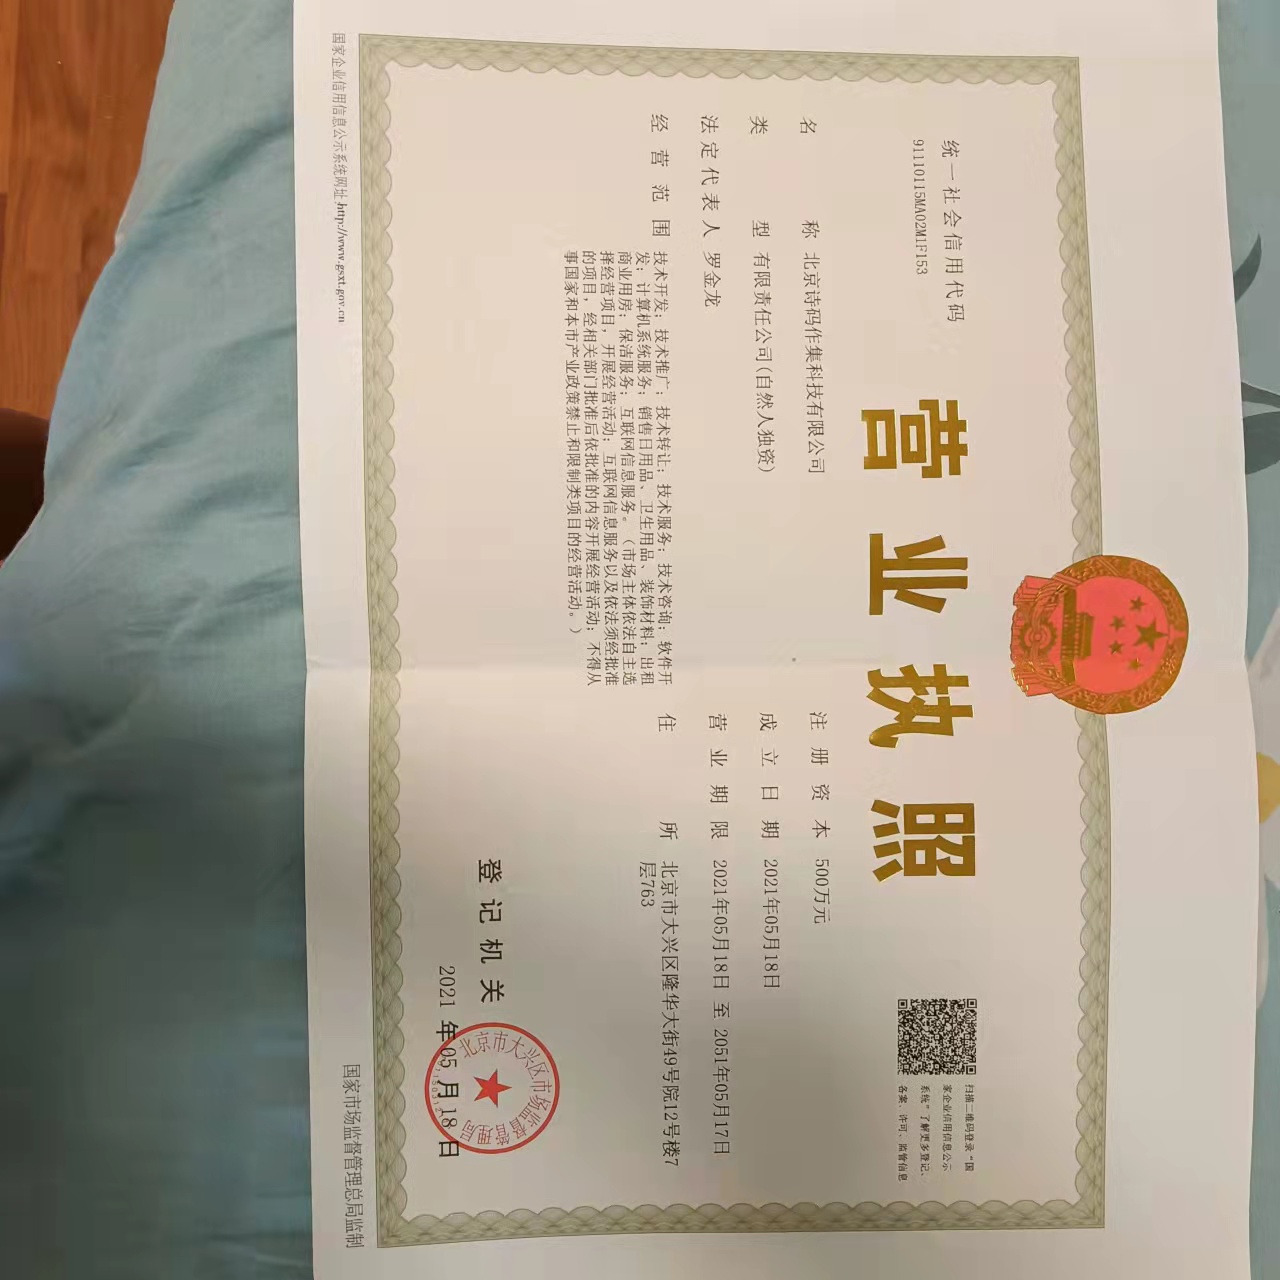 营业执照
统一社会信用代码
91110115MA02M1F153
扫描二维码登录“国
家企业信用信息公示
系统”了解更多登记、
备案、许可、监管信息
名称 北京诗码作集科技有限公司
类型 有限责任公司(自然人独资)
法定代表人 罗金龙
经营范围 技术开发；技术推广；技术转让；技术服务；技术咨询；软件开
发；计算机系统服务；销售日用品、卫生用品、装饰材料；出租
商业用房；保洁服务；互联网信息服务。（市场主体依法自主选
择经营项目，开展经营活动；互联网信息服务以及依法须经批准
的项目，经相关部门批准后依批准的内容开展经营活动；不得从
事国家和本市产业政策禁止和限制类项目的经营活动。）
注册资本 500万元
成立日期 2021年05月18日
营业期限 2021年05月18日 至 2051年05月17日
住所 北京市大兴区隆华大街49号院12号楼7
层763
登记机关
北京市大兴区市场监督管理局
2021 年 05 月 18 日
国家企业信用信息公示系统网址:http://www.gsxt.gov.cn
国家市场监督管理总局监制